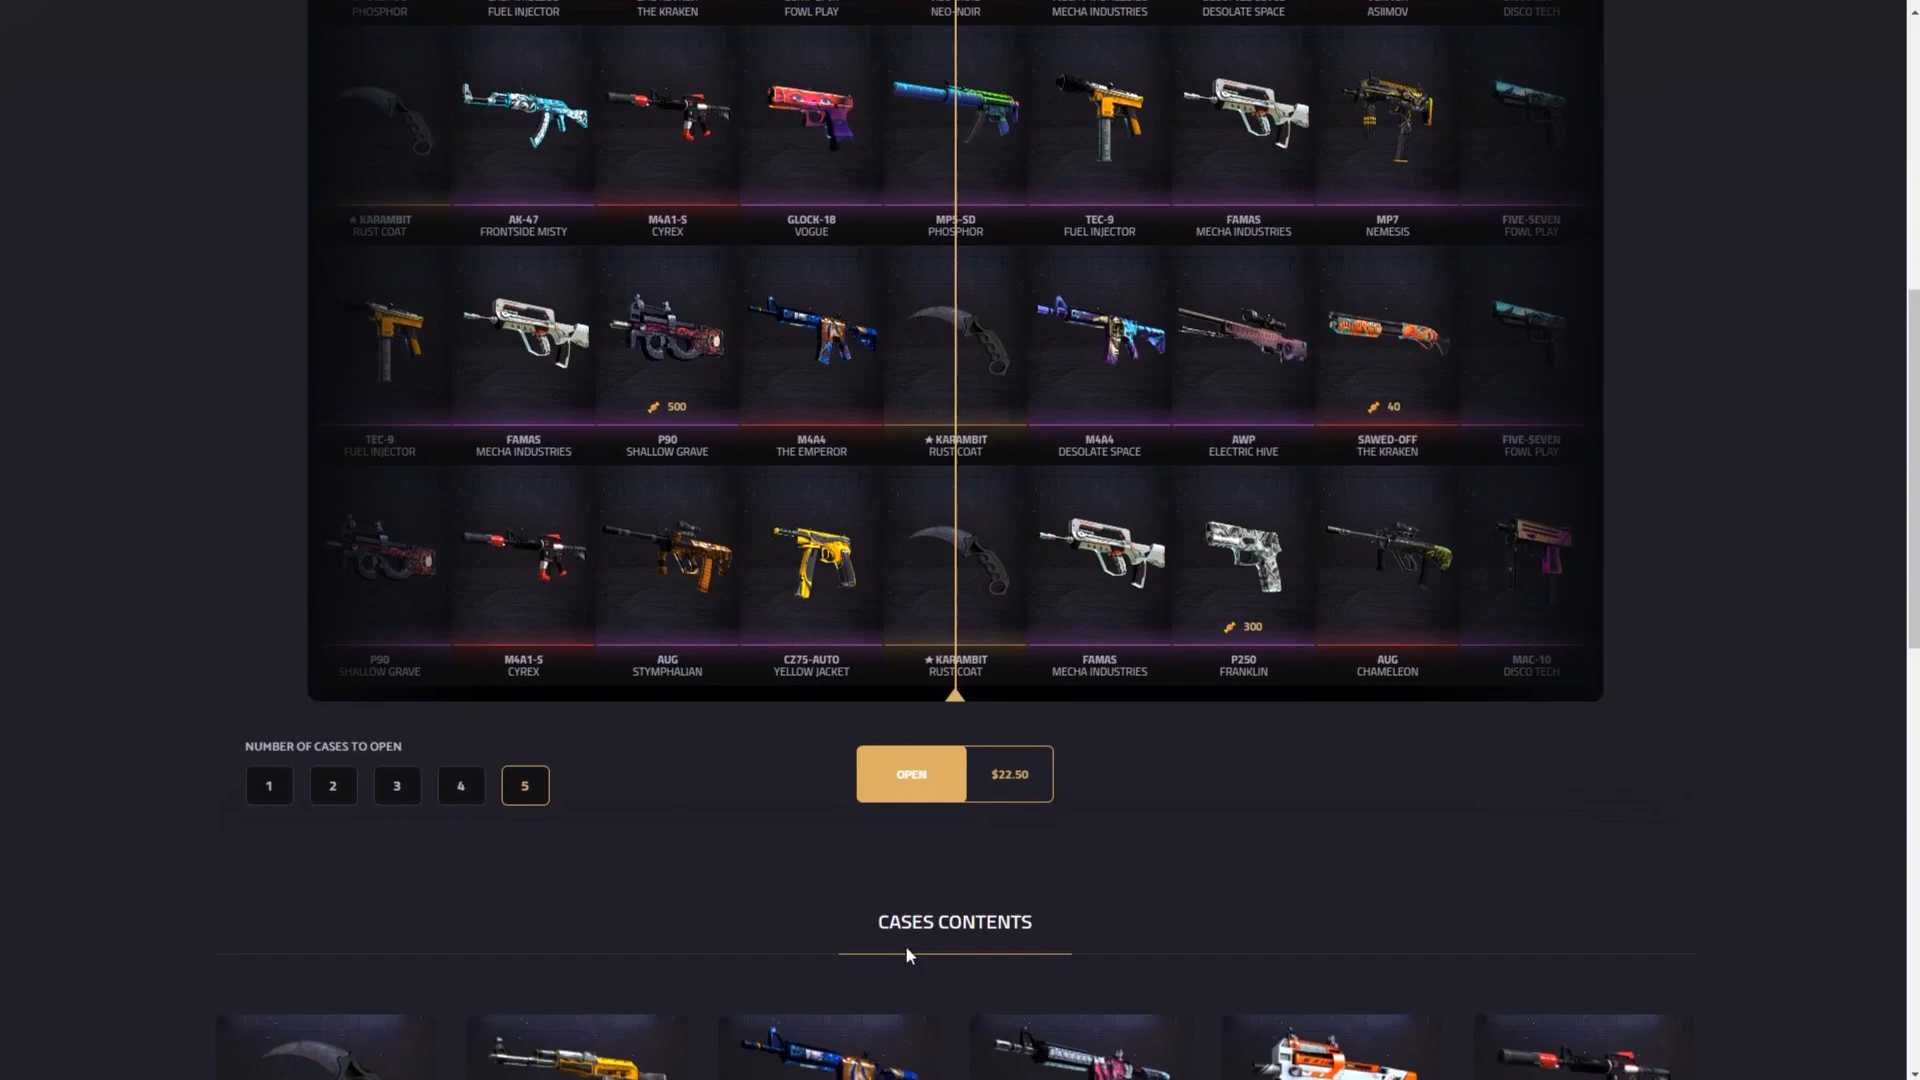 PHOSPHOR FUEL INJECTOR THE KRAKEN FOWL PLAY NEO-NOIR MECHA INDUSTRIES DESOLATE SPACE ASIIMOV DISCO TECH
★ KARAMBIT AK-47 M4A1-S GLOCK-18 MP5-SD TEC-9 FAMAS MP7 FIVE-SEVEN
RUST COAT FRONTSIDE MISTY CYREX VOGUE PHOSPHOR FUEL INJECTOR MECHA INDUSTRIES NEMESIS FOWL PLAY
500 40
TEC-9 FAMAS P90 M4A4 ★ KARAMBIT M4A4 AWP SAWED-OFF FIVE-SEVEN
FUEL INJECTOR MECHA INDUSTRIES SHALLOW GRAVE THE EMPEROR RUST COAT DESOLATE SPACE ELECTRIC HIVE THE KRAKEN FOWL PLAY
300
P90 M4A1-S AUG CZ75-AUTO ★ KARAMBIT FAMAS P250 AUG MAC-10
SHALLOW GRAVE CYREX STYMPHALIAN YELLOW JACKET RUST COAT MECHA INDUSTRIES FRANKLIN CHAMELEON DISCO TECH
NUMBER OF CASES TO OPEN
1 2 3 4 5
OPEN $22.50
CASES CONTENTS